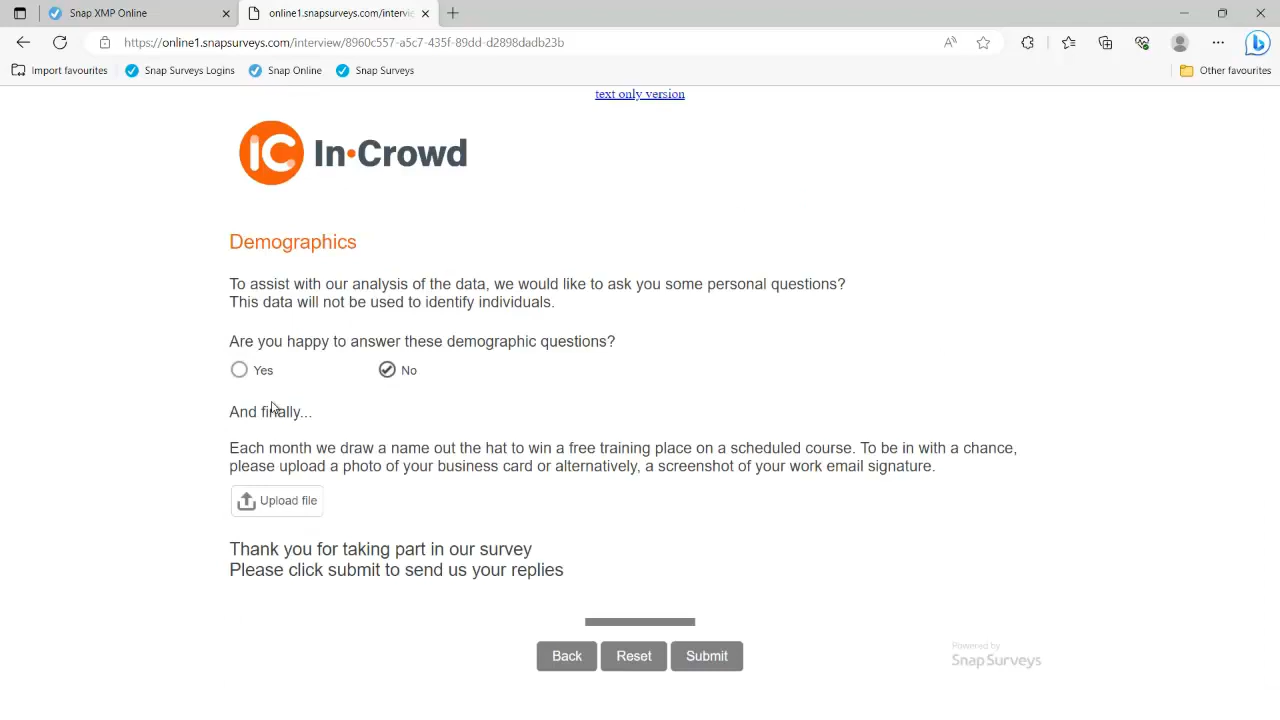 Snap XMP Online
online1.snapsurveys.com/intervie
https://online1.snapsurveys.com/interview/8960c557-a5c7-435f-89dd-d2898dadb23b
Import favourites Snap Surveys Logins Snap Online Snap Surveys Other favourites
text only version
IC In·Crowd
Demographics
To assist with our analysis of the data, we would like to ask you some personal questions?
This data will not be used to identify individuals.
Are you happy to answer these demographic questions?
Yes No
And finally...
Each month we draw a name out the hat to win a free training place on a scheduled course. To be in with a chance,
please upload a photo of your business card or alternatively, a screenshot of your work email signature.
Upload file
Thank you for taking part in our survey
Please click submit to send us your replies
Back Reset Submit
Powered by
Snap Surveys